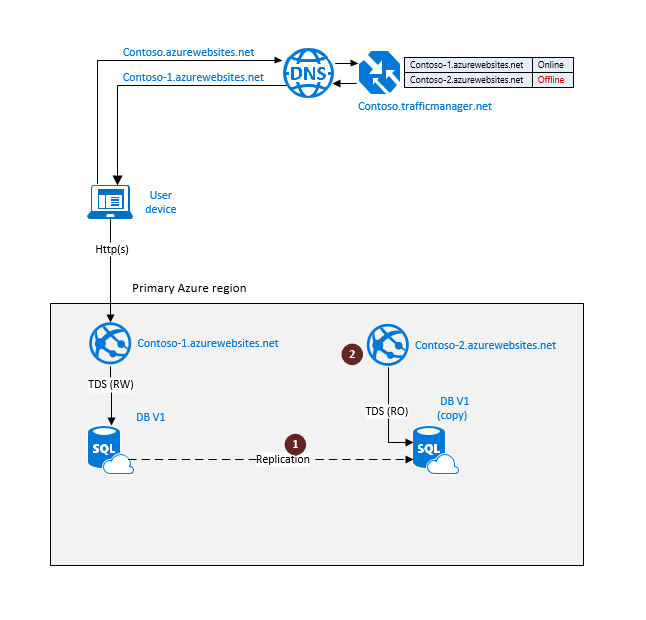 Contoso.azurewebsites.net
Contoso-1.azurewebsites.net
DNS
Contoso-1.azurewebsites.net Online
Contoso-2.azurewebsites.net Offline
Contoso.trafficmanager.net
User
device
Http(s)
Primary Azure region
Contoso-1.azurewebsites.net
2
Contoso-2.azurewebsites.net
TDS (RW)
DB V1
SQL
TDS (RO)
DB V1
(copy)
SQL
1
Replication